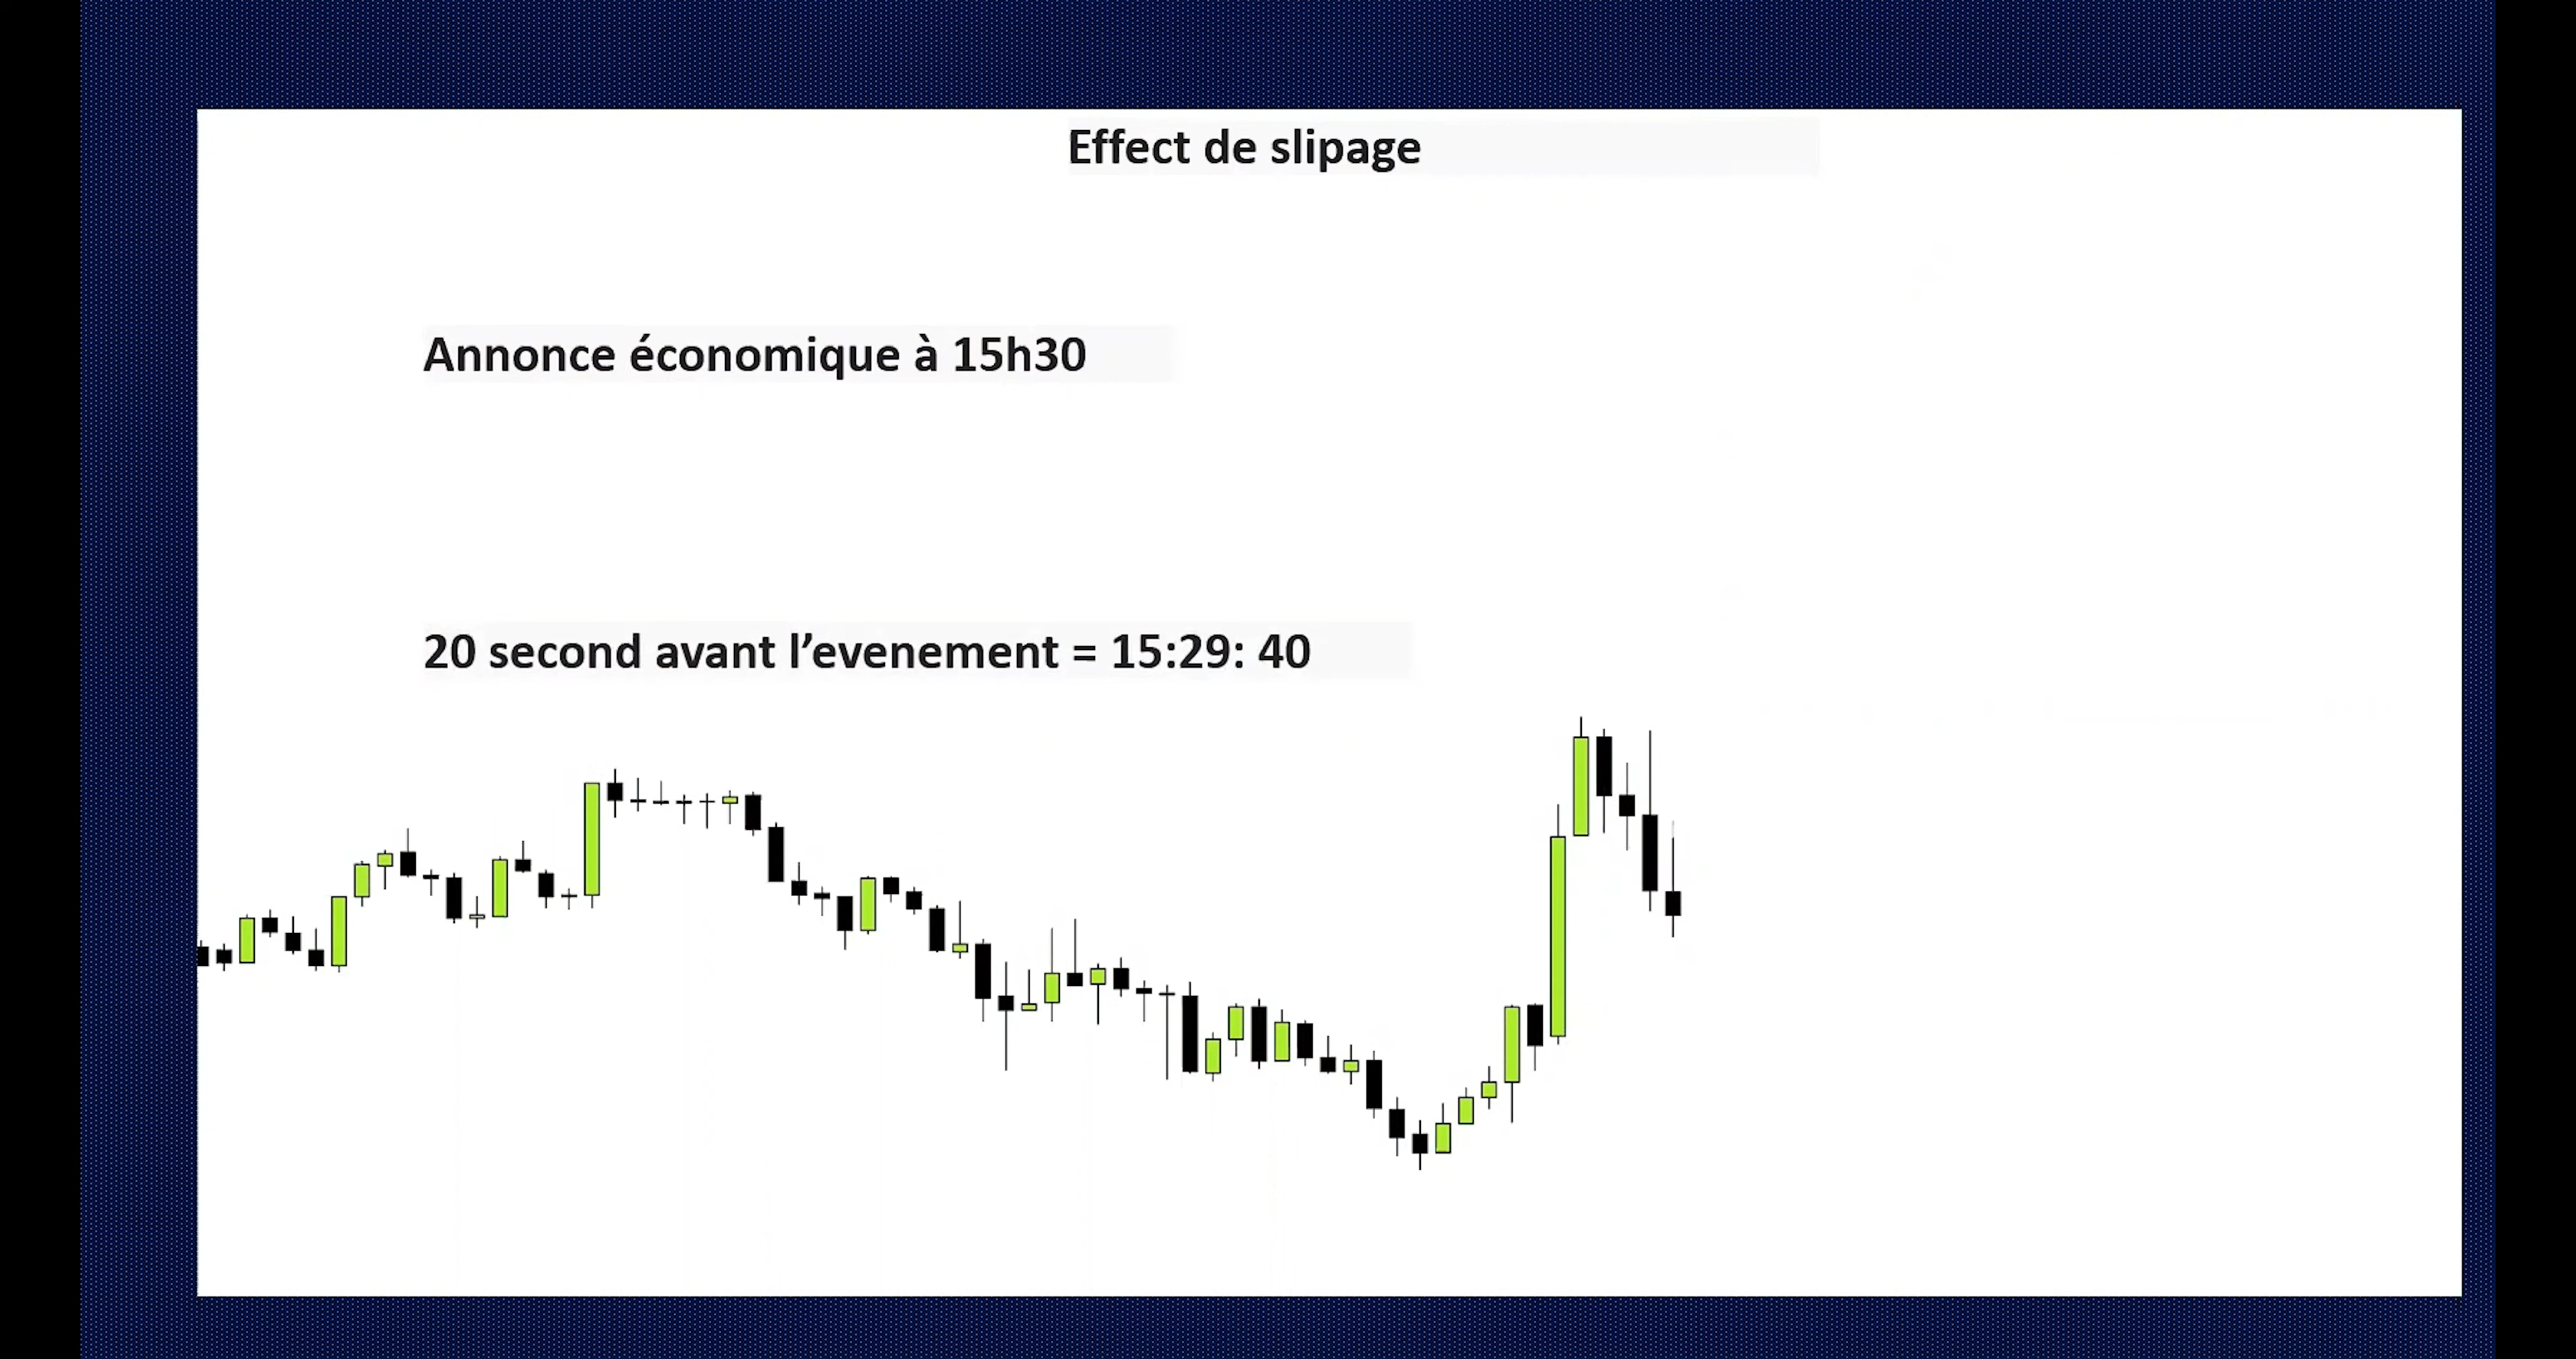 Effect de slipage
Annonce économique à 15h30
20 second avant l’evenement = 15:29: 40